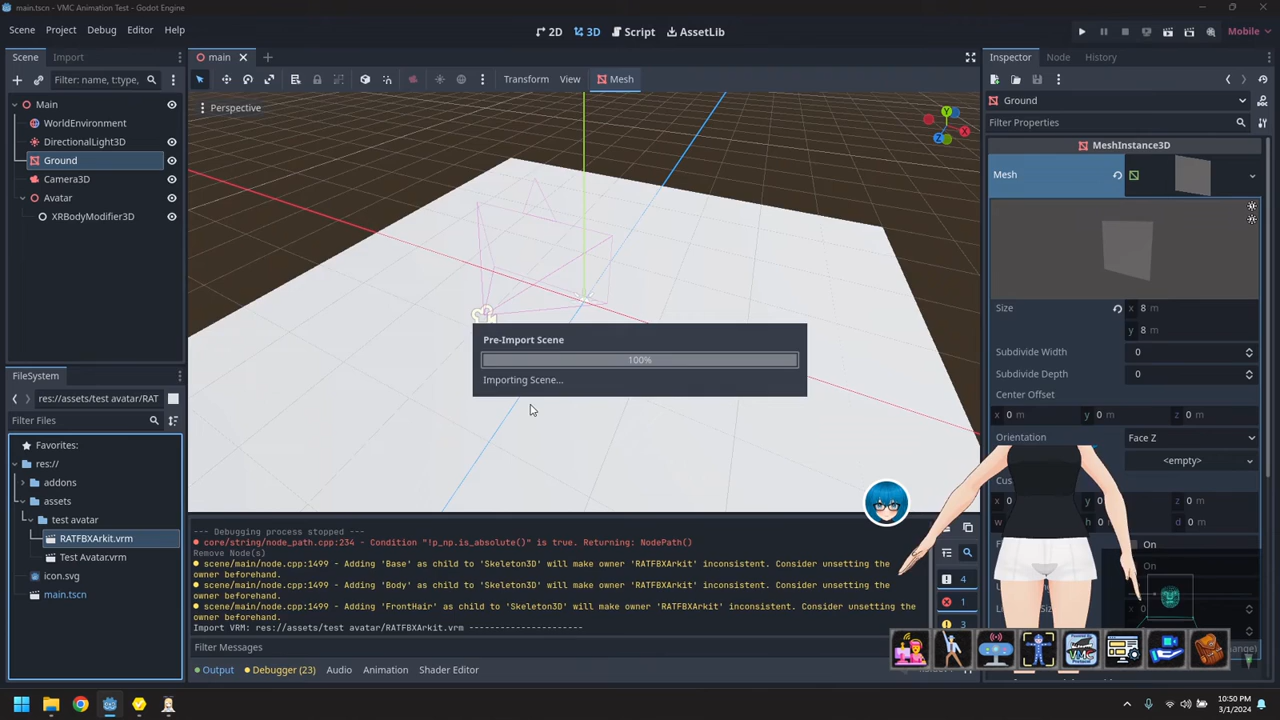 main.tscn - VMC Animation Test - Godot Engine
Scene Project Debug Editor Help
2D 3D Script AssetLib
Mobile
Scene Import
Filter: name, t:type,
Main
WorldEnvironment
DirectionalLight3D
Ground
Camera3D
Avatar
XRBodyModifier3D
FileSystem
res://assets/test avatar/RAT
Filter Files
Favorites:
res://
addons
assets
test avatar
RATFBXArkit.vrm
Test Avatar.vrm
icon.svg
main.tscn
main
Transform View Mesh
Perspective
Y
X
Z
Pre-Import Scene
100%
Importing Scene...
--- Debugging process stopped ---
core/string/node_path.cpp:234 - Condition "!p_np.is_absolute()" is true. Returning: NodePath()
Remove Node(s)
scene/main/node.cpp:1499 - Adding 'Base' as child to 'Skeleton3D' will make owner 'RATFBXArkit' inconsistent. Consider unsetting the
owner beforehand.
scene/main/node.cpp:1499 - Adding 'Body' as child to 'Skeleton3D' will make owner 'RATFBXArkit' inconsistent. Consider unsetting the
owner beforehand.
scene/main/node.cpp:1499 - Adding 'FrontHair' as child to 'Skeleton3D' will make owner 'RATFBXArkit' inconsistent. Consider unsetting the
owner beforehand.
Import VRM: res://assets/test avatar/RATFBXArkit.vrm ----------------------
4
1
3
Filter Messages
Output Debugger (23) Audio Animation Shader Editor
Inspector Node History
Ground
Filter Properties
MeshInstance3D
Mesh
Size x 8 m
y 8 m
Subdivide Width 0
Subdivide Depth 0
Center Offset
x 0 m y 0 m z 0 m
Orientation Face Z
<empty>
x 0 m y 0 m z 0 m
On
VMC
10:50 PM
3/1/2024